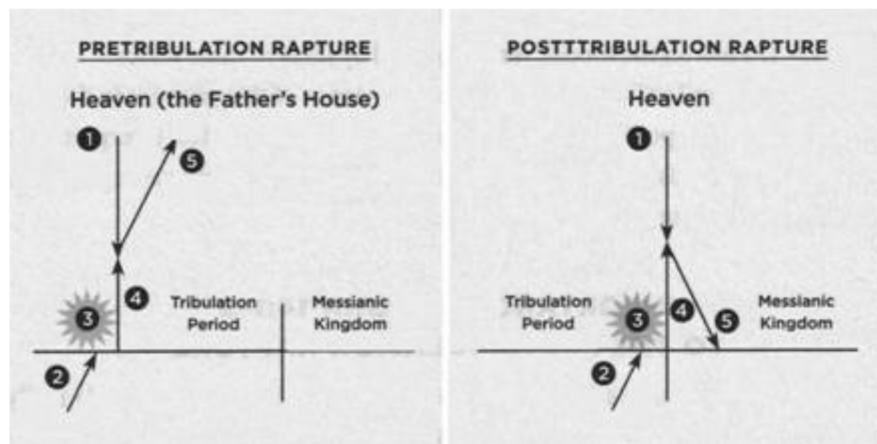 PRETRIBULATION RAPTURE
Heaven (the Father's House)
1
5
4
3
Tribulation
Period
Messianic
Kingdom
2
POSTTTRIBULATION RAPTURE
Heaven
1
Tribulation
Period
3
4
5
Messianic
Kingdom
2